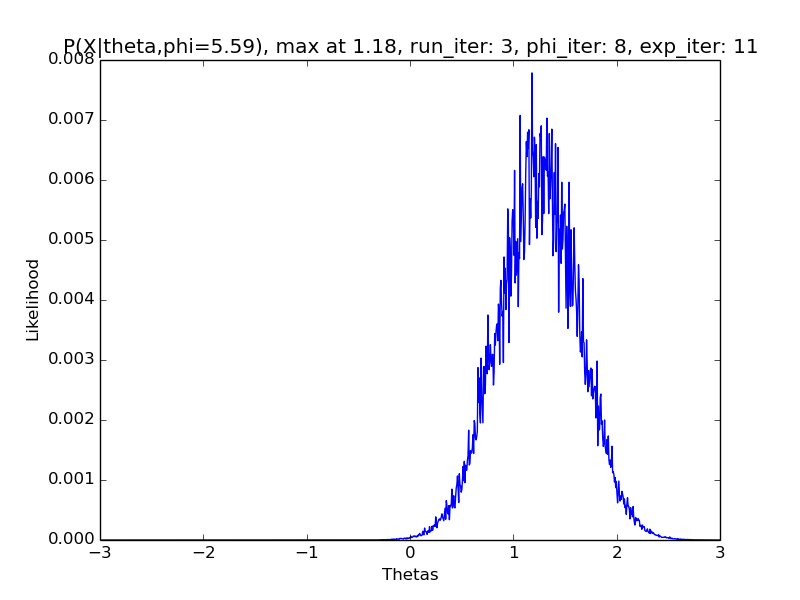 P(X|theta,phi=5.59), max at 1.18, run_iter: 3, phi_iter: 8, exp_iter: 11
0.008
0.007
0.006
0.005
0.004
0.003
0.002
0.001
0.000
Likelihood
−3 −2 −1 0 1 2 3
Thetas